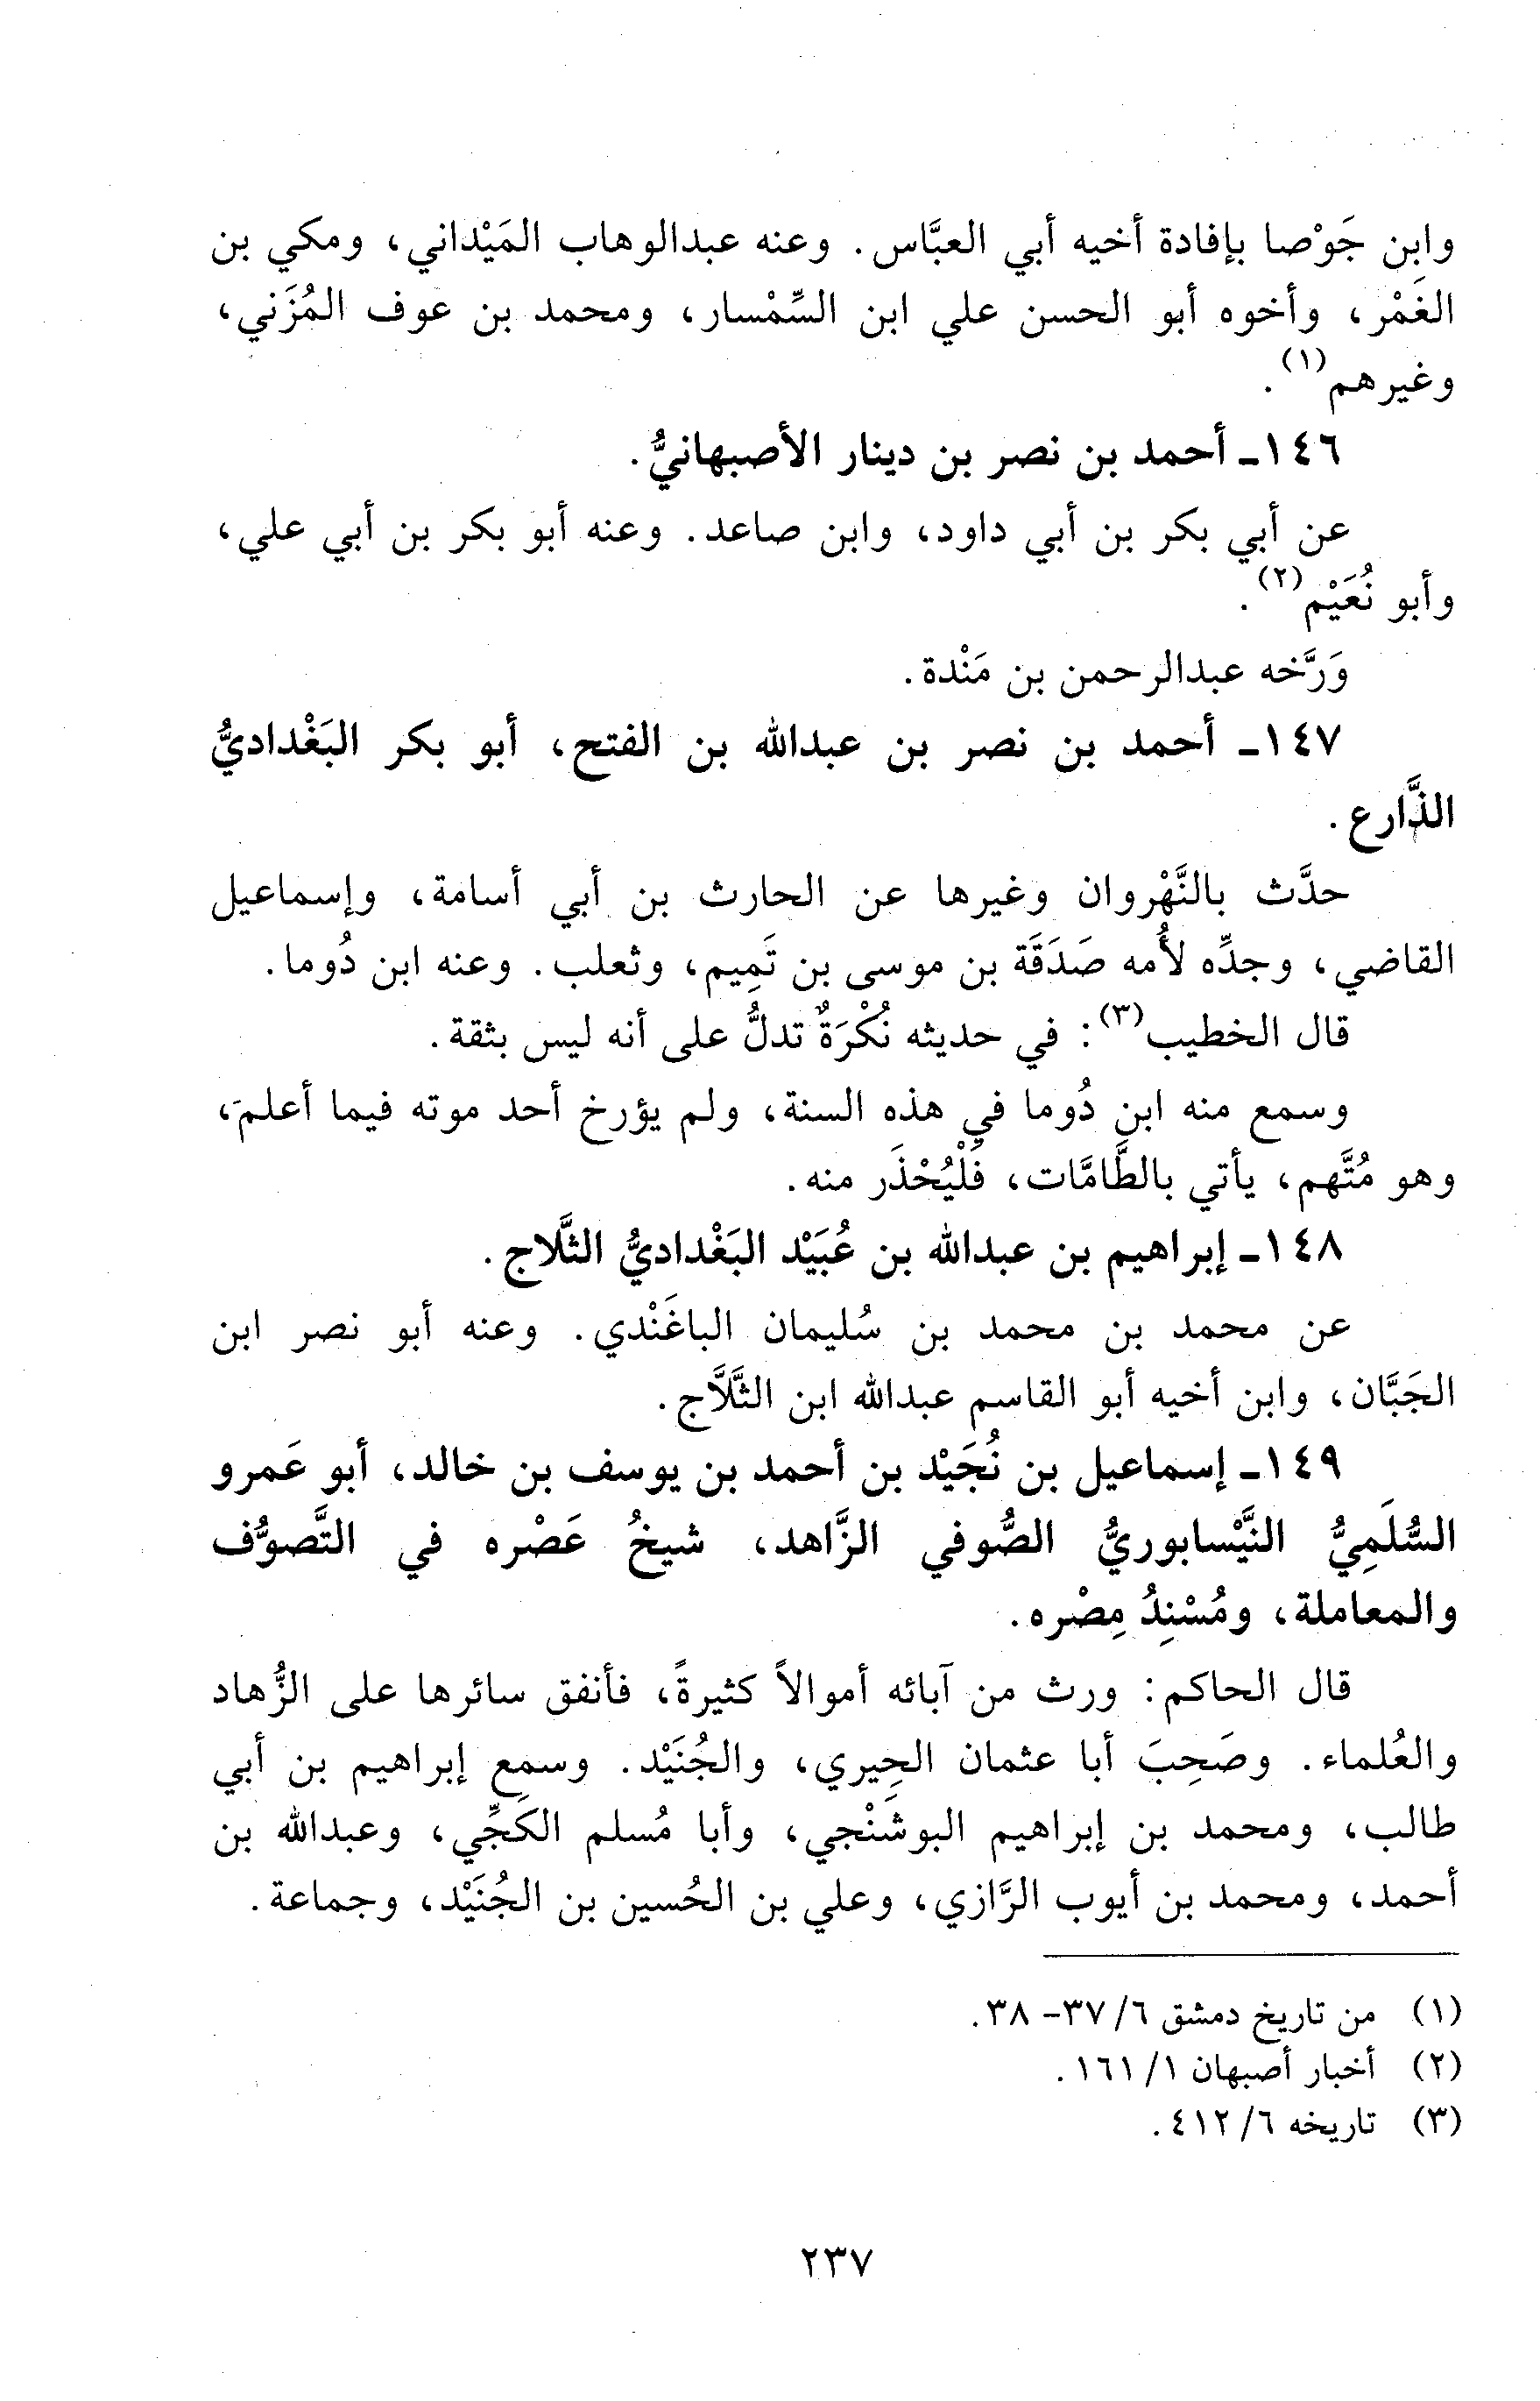 وابن جَوْصا بإفادة أخيه أبي العبَّاس. وعنه عبدالوهاب المَيْداني، ومكي بن
الغَمْر، وأخوه أبو الحسن علي ابن السِّمْسار، ومحمد بن عوف المُزَني،
وغيرهم(١).
١٤٦ـ أحمد بن نصر بن دينار الأصبهانيُّ.
عن أبي بكر بن أبي داود، وابن صاعد. وعنه أبو بكر بن أبي علي،
وأبو نُعَيْم(٢).
وَرَّخه عبدالرحمن بن مَنْدة.
١٤٧ـ أحمد بن نصر بن عبدالله بن الفتح، أبو بكر البَغْداديُّ
الذَّارع.
حدَّث بالنَّهْروان وغيرها عن الحارث بن أبي أسامة، وإسماعيل
القاضي، وجدِّه لأُمه صَدَقَة بن موسى بن تَمِيم، وثعلب. وعنه ابن دُوما.
قال الخطيب(٣): في حديثه نُكْرَةٌ تدلُّ على أنه ليس بثقة.
وسمع منه ابن دُوما في هذه السنة، ولم يؤرخ أحد موته فيما أعلم،
وهو مُتَّهم، يأتي بالطَّامَّات، فَلْيُحْذَر منه.
١٤٨ـ إبراهيم بن عبدالله بن عُبَيْد البَغْداديُّ الثَّلاج.
عن محمد بن محمد بن سُليمان الباغَنْدي. وعنه أبو نصر ابن
الجَبَّان، وابن أخيه أبو القاسم عبدالله ابن الثَّلاَّج.
١٤٩ـ إسماعيل بن نُجَيْد بن أحمد بن يوسف بن خالد، أبو عَمرو
السُّلَمِيُّ النَّيْسابوريُّ الصُّوفي الزَّاهد، شيخُ عَصْره في التَّصوُّف
والمعاملة، ومُسْنِدُ مِصْره.
قال الحاكم: ورث من آبائه أموالاً كثيرةً، فأنفق سائرها على الزُّهاد
والعُلماء. وصَحِبَ أبا عثمان الحِيري، والجُنَيْد. وسمع إبراهيم بن أبي
طالب، ومحمد بن إبراهيم البوشَنْجي، وأبا مُسلم الكَجِّي، وعبدالله بن
أحمد، ومحمد بن أيوب الرَّازي، وعلي بن الحُسين بن الجُنَيْد، وجماعة.
(١) من تاريخ دمشق ٦/ ٣٧- ٣٨.
(٢) أخبار أصبهان ١/ ١٦١.
(٣) تاريخه ٦/ ٤١٢.
٢٣٧